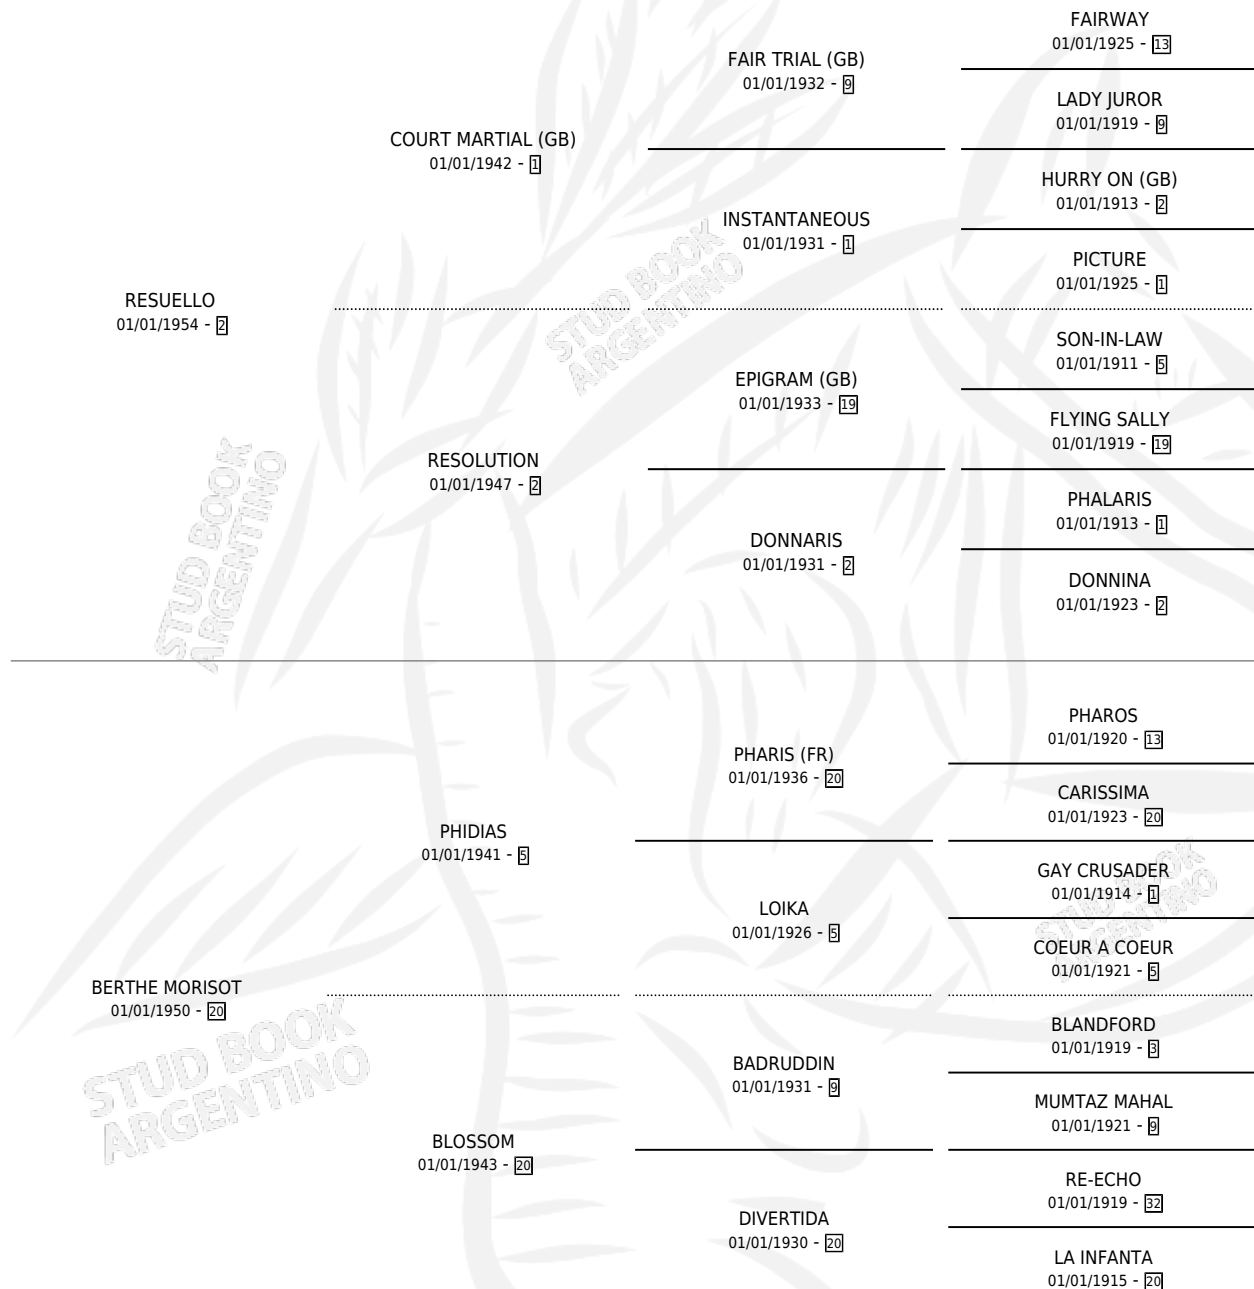 FAIRWAY
01/01/1925 - 13
FAIR TRIAL (GB)
01/01/1932 - 9
LADY JUROR
01/01/1919 - 9
COURT MARTIAL (GB)
01/01/1942 - 1
HURRY ON (GB)
01/01/1913 - 2
INSTANTANEOUS
01/01/1931 - 1
PICTURE
01/01/1925 - 1
RESUELLO
01/01/1954 - 2
STUD BOOK
ARGENTINO
SON-IN-LAW
01/01/1911 - 5
EPIGRAM (GB)
01/01/1933 - 19
FLYING SALLY
01/01/1919 - 19
RESOLUTION
01/01/1947 - 2
PHALARIS
01/01/1913 - 1
DONNARIS
01/01/1931 - 2
DONNINA
01/01/1923 - 2
STUD BOOK
ARGENTINO
PHAROS
01/01/1920 - 13
PHARIS (FR)
01/01/1936 - 20
CARISSIMA
01/01/1923 - 20
PHIDIAS
01/01/1941 - 5
GAY CRUSADER
01/01/1914 - 1
LOIKA
01/01/1926 - 5
COEUR A COEUR
01/01/1921 - 5
STUD BOOK
ARGENTINO
BERTHE MORISOT
01/01/1950 - 20
BLANDFORD
01/01/1919 - 3
BADRUDDIN
01/01/1931 - 9
MUMTAZ MAHAL
01/01/1921 - 9
STUD BOOK
ARGENTINO
BLOSSOM
01/01/1943 - 20
RE-ECHO
01/01/1919 - 32
DIVERTIDA
01/01/1930 - 20
LA INFANTA
01/01/1915 - 20